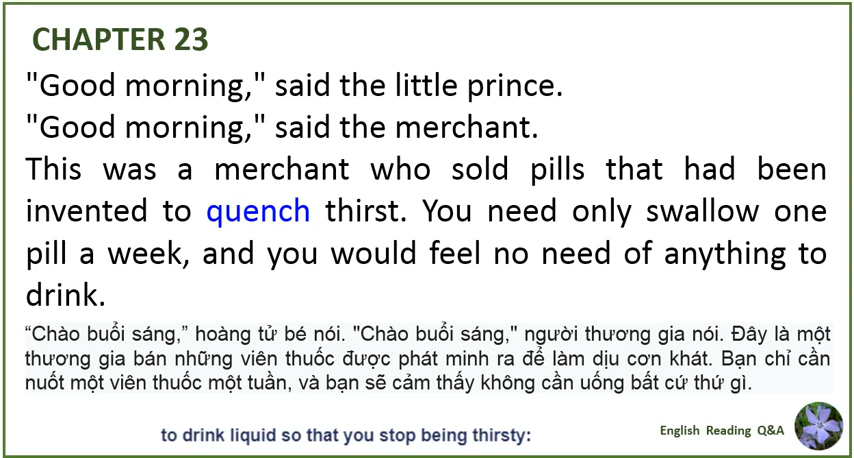 CHAPTER 23
"Good morning," said the little prince.
"Good morning," said the merchant.
This was a merchant who sold pills that had been
invented to quench thirst. You need only swallow one
pill a week, and you would feel no need of anything to
drink.
“Chào buổi sáng,” hoàng tử bé nói. "Chào buổi sáng," người thương gia nói. Đây là một
thương gia bán những viên thuốc được phát minh ra để làm dịu cơn khát. Bạn chỉ cần
nuốt một viên thuốc một tuần, và bạn sẽ cảm thấy không cần uống bất cứ thứ gì.
to drink liquid so that you stop being thirsty:
English Reading Q&A